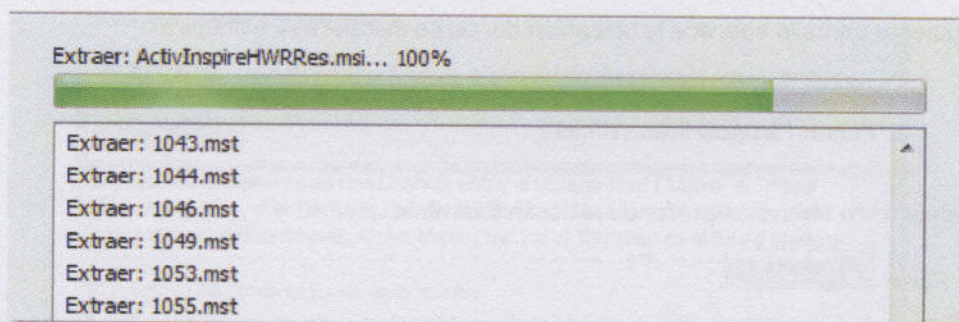 Extraer: ActivInspireHWRRes.msi... 100%
Extraer: 1043.mst
Extraer: 1044.mst
Extraer: 1046.mst
Extraer: 1049.mst
Extraer: 1053.mst
Extraer: 1055.mst